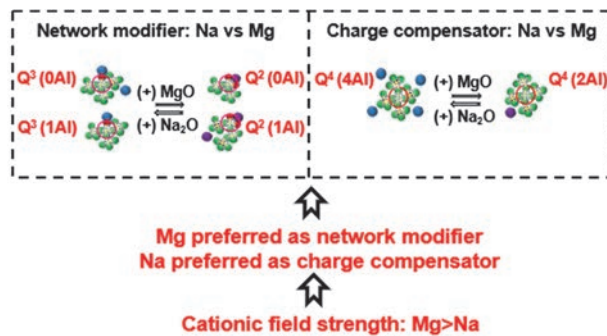 Network modifier: Na vs Mg
Q³ (0Al)
(+) MgO
Q² (0Al)
Q³ (1Al)
(+) Na₂O
Q² (1Al)
Charge compensator: Na vs Mg
Q⁴ (4Al)
(+) MgO
Q⁴ (2Al)
(+) Na₂O
Mg preferred as network modifier
Na preferred as charge compensator
Cationic field strength: Mg>Na